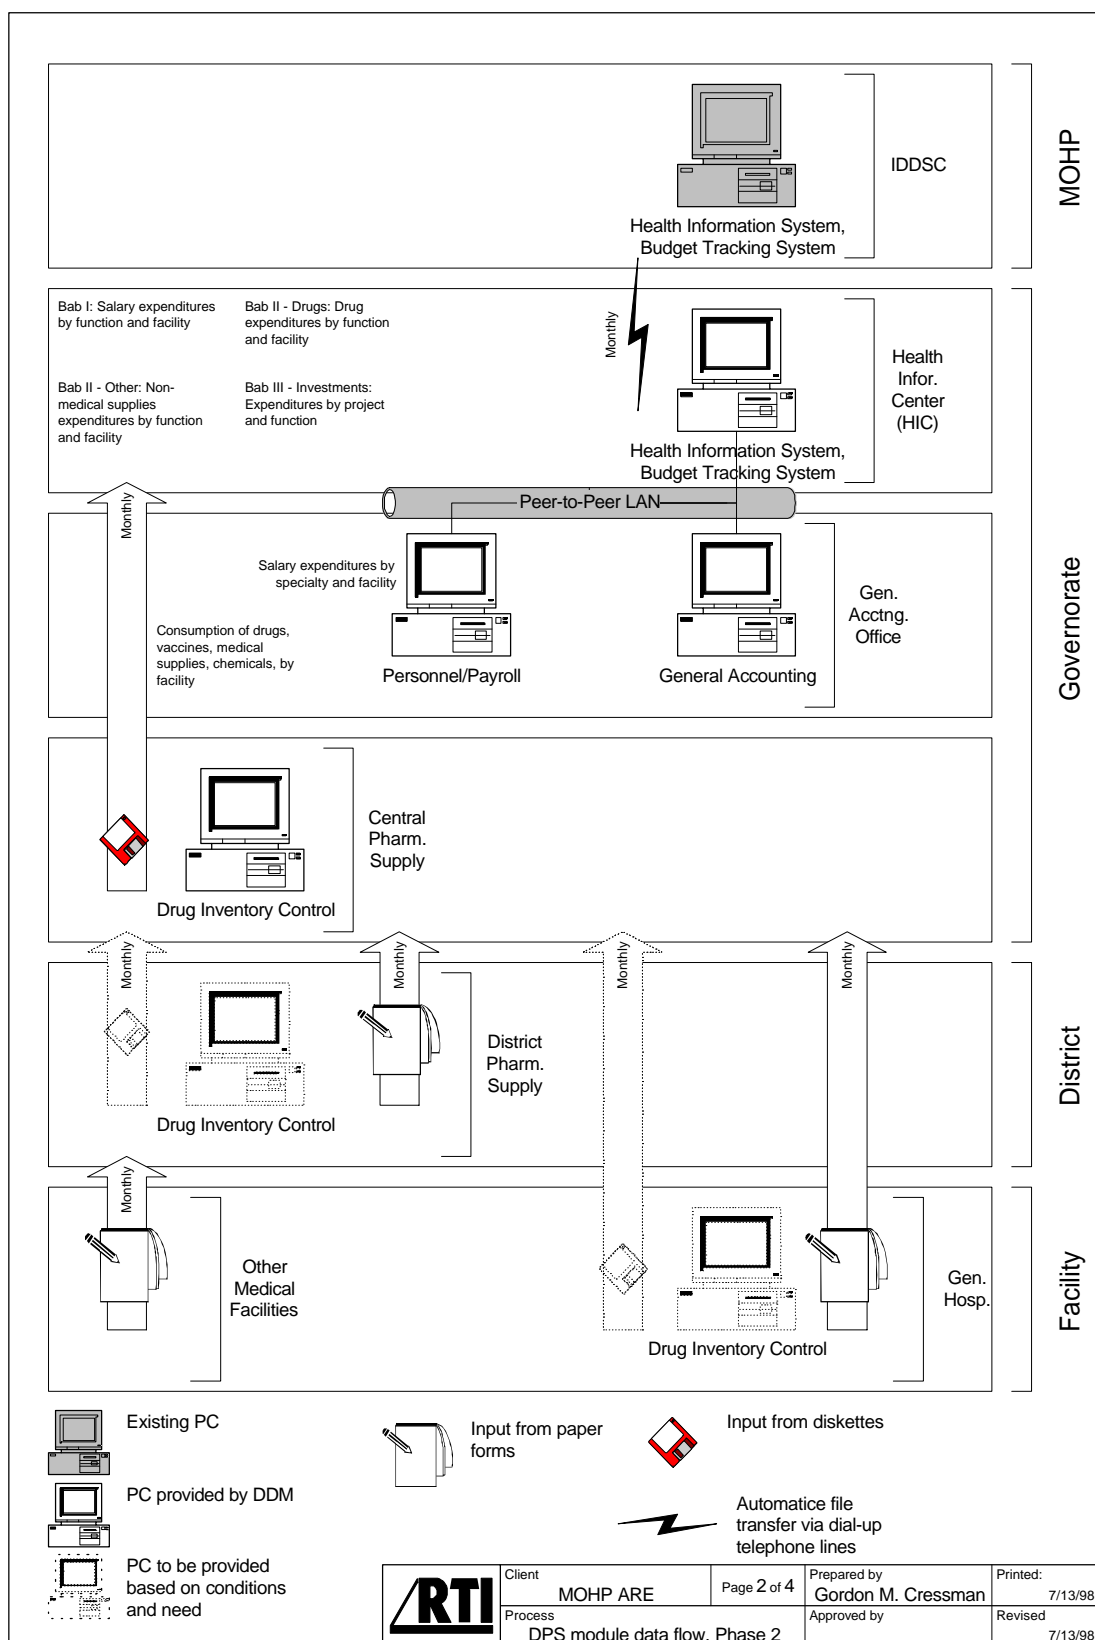 IDDSC
Health Information System,
Budget Tracking System
MOHP
Bab I: Salary expenditures
by function and facility
Bab II - Drugs: Drug
expenditures by function
and facility
Bab II - Other: Non-
medical supplies
expenditures by function
and facility
Bab III - Investments:
Expenditures by project
and function
Monthly
Health
Infor.
Center
(HIC)
Health Information System,
Budget Tracking System
Monthly
Peer-to-Peer LAN
Salary expenditures by
specialty and facility
Consumption of drugs,
vaccines, medical
supplies, chemicals, by
facility
Personnel/Payroll
General Accounting
Gen.
Acctng.
Office
Governorate
Central
Pharm.
Supply
Drug Inventory Control
Monthly
Monthly
Monthly
Monthly
District
Pharm.
Supply
Drug Inventory Control
District
Monthly
Other
Medical
Facilities
Gen.
Hosp.
Drug Inventory Control
Facility
Existing PC
PC provided by DDM
PC to be provided
based on conditions
and need
Input from paper
forms
Input from diskettes
Automatice file
transfer via dial-up
telephone lines
RTI
Client
MOHP ARE
Page 2 of 4
Prepared by
Gordon M. Cressman
Printed:
7/13/98
Process
DPS module data flow, Phase 2
Approved by
Revised
7/13/98